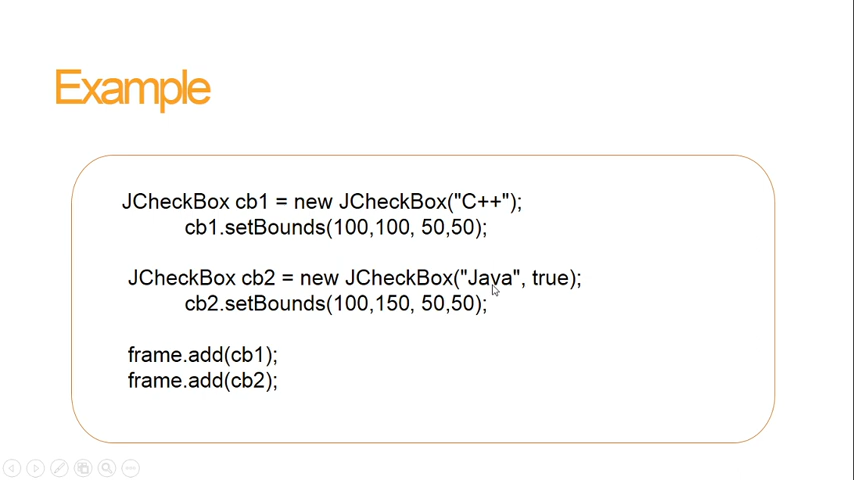 Example
JCheckBox cb1 = new JCheckBox("C++");
cb1.setBounds(100,100, 50,50);
JCheckBox cb2 = new JCheckBox("Java", true);
cb2.setBounds(100,150, 50,50);
frame.add(cb1);
frame.add(cb2);